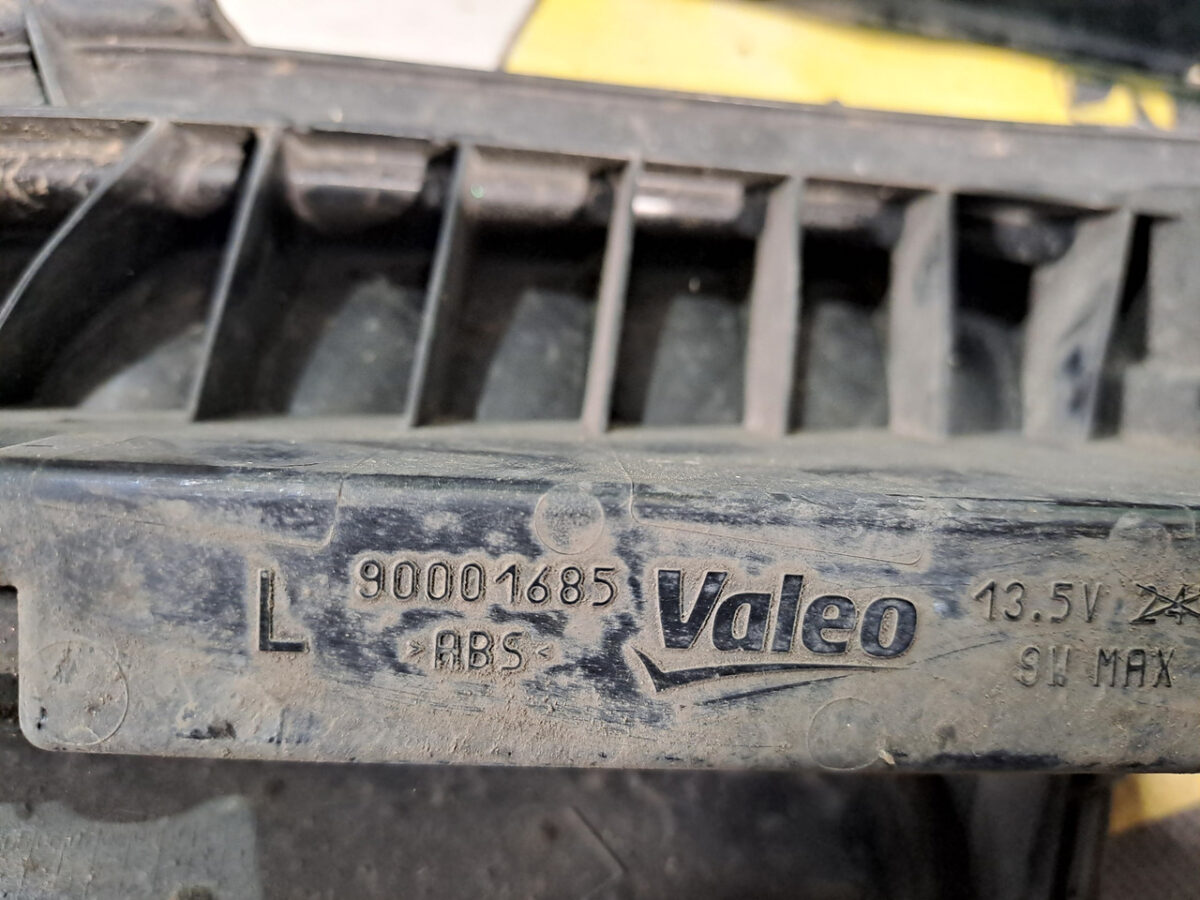 L 90001685 Valeo 13.5V
>ABS< 9W MAX